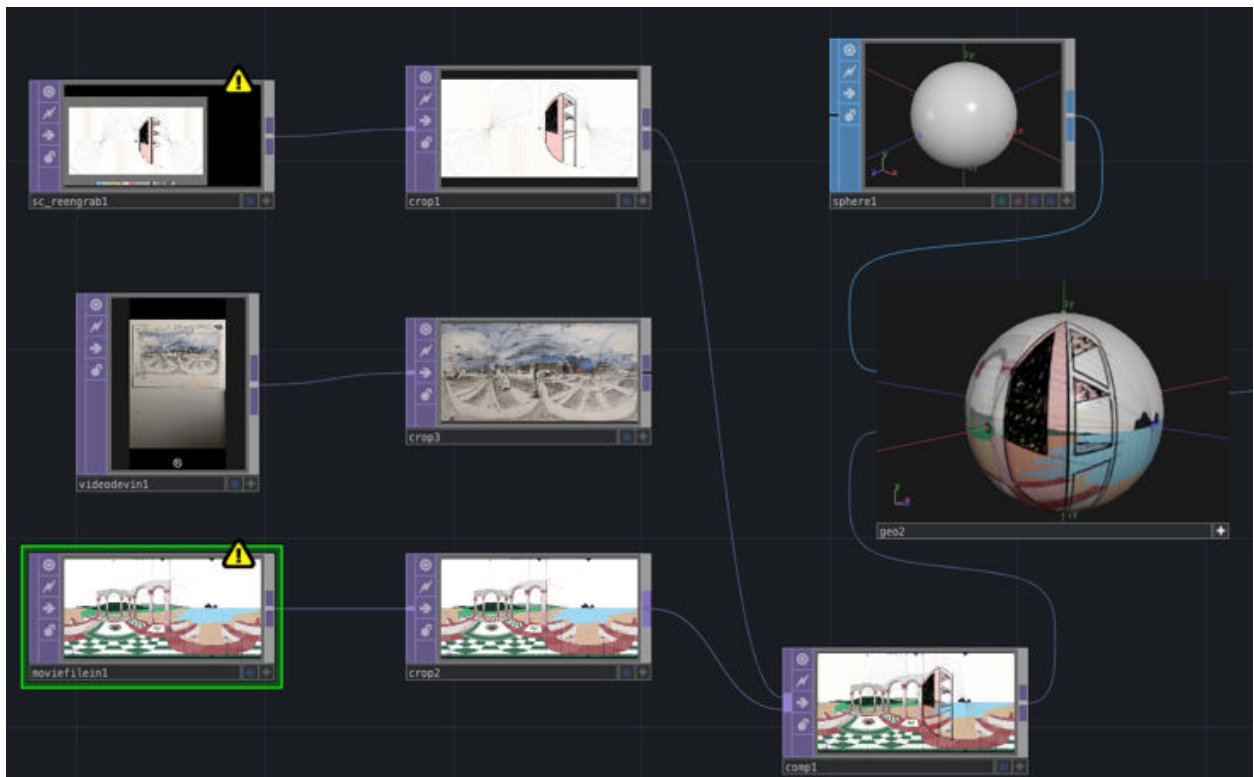 sc_reengrab1
crop1
sphere1
videodevin1
crop3
geo2
moviefilein1
crop2
comp1